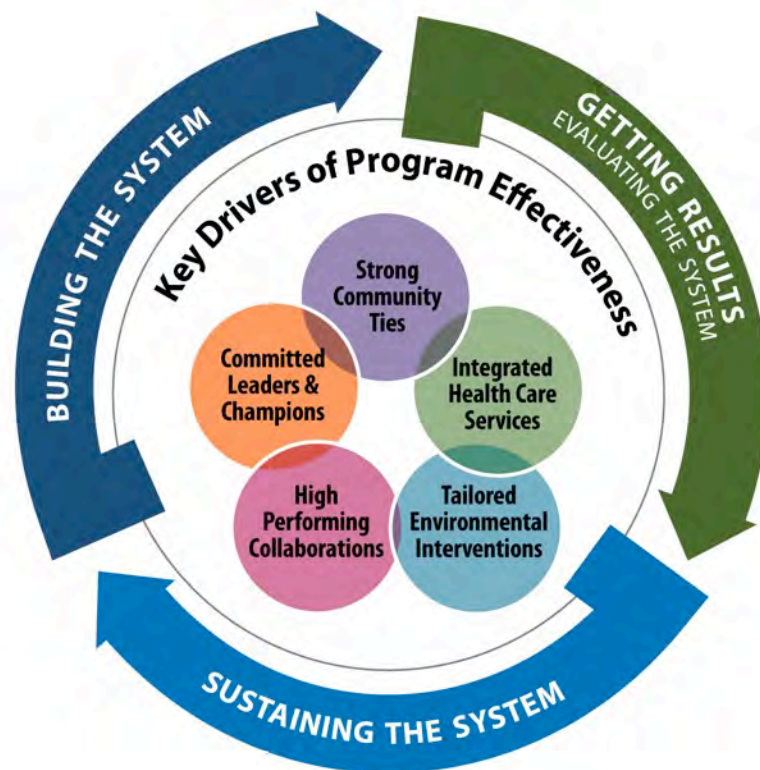 BUILDING THE SYSTEM
GETTING RESULTS
EVALUATING THE SYSTEM
Key Drivers of Program Effectiveness
Strong
Community
Ties
Committed
Leaders &
Champions
Integrated
Health Care
Services
High
Performing
Collaborations
Tailored
Environmental
Interventions
SUSTAINING THE SYSTEM